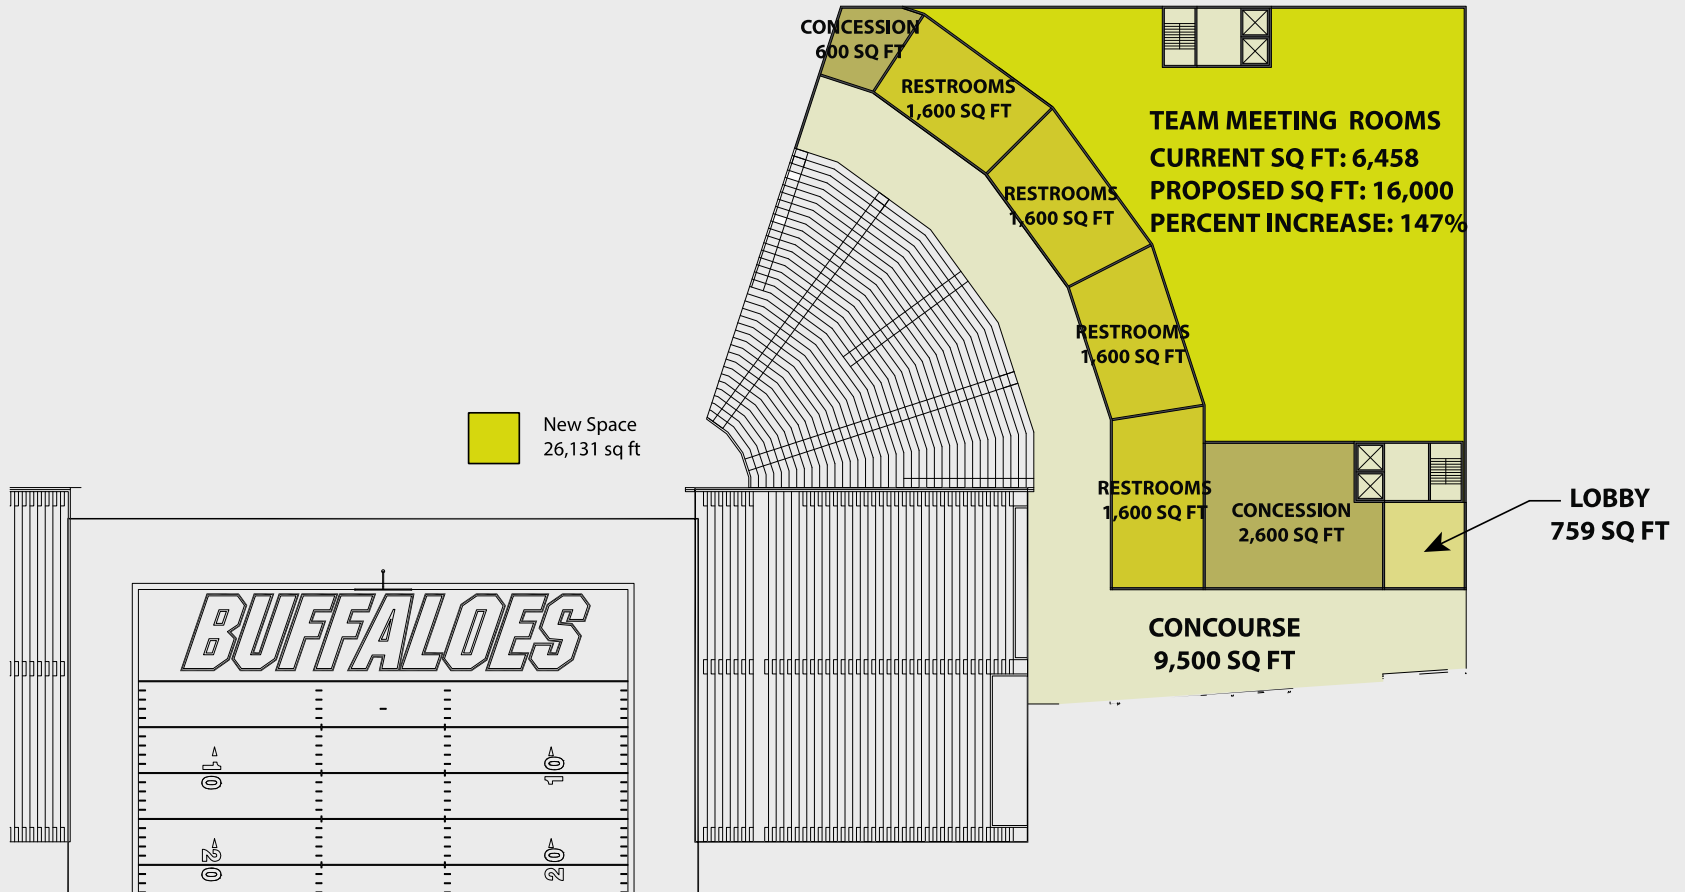 CONCESSION
600 SQ FT
RESTROOMS
1,600 SQ FT
TEAM MEETING ROOMS
CURRENT SQ FT: 6,458
PROPOSED SQ FT: 16,000
PERCENT INCREASE: 147%
RESTROOMS
1,600 SQ FT
RESTROOMS
1,600 SQ FT
New Space
26,131 sq ft
RESTROOMS
1,600 SQ FT
CONCESSION
2,600 SQ FT
LOBBY
759 SQ FT
CONCOURSE
9,500 SQ FT
BUFFALOES
10
10
20
20